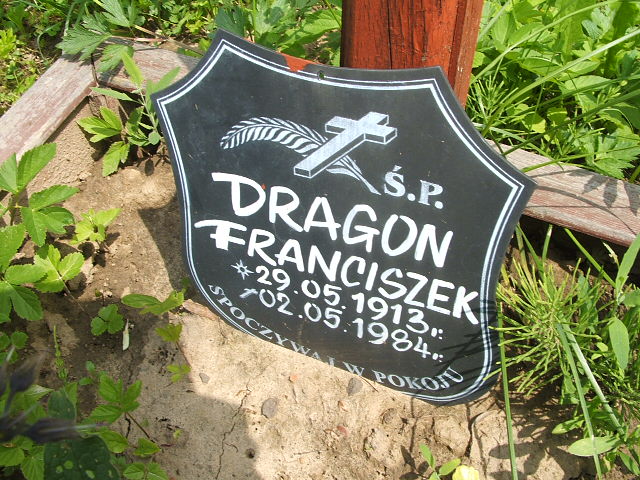 Ś.P.
DRAGON
FRANCISZEK
29.05.1913r.
02.05.1984r.
SPOCZYWAJ W POKOJU